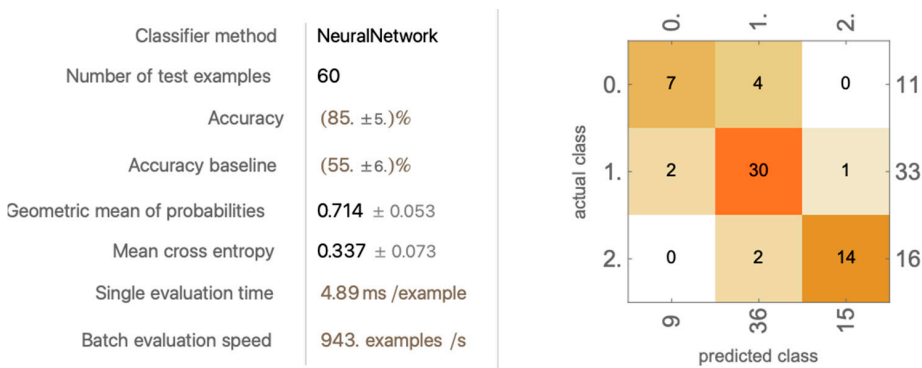 Classifier method NeuralNetwork
Number of test examples 60
Accuracy (85. ±5.)%
Accuracy baseline (55. ±6.)%
Geometric mean of probabilities 0.714 ± 0.053
Mean cross entropy 0.337 ± 0.073
Single evaluation time 4.89 ms /example
Batch evaluation speed 943. examples /s
0. 1. 2.
0. 7 4 0 11
1. 2 30 1 33
2. 0 2 14 16
9 36 15
actual class
predicted class